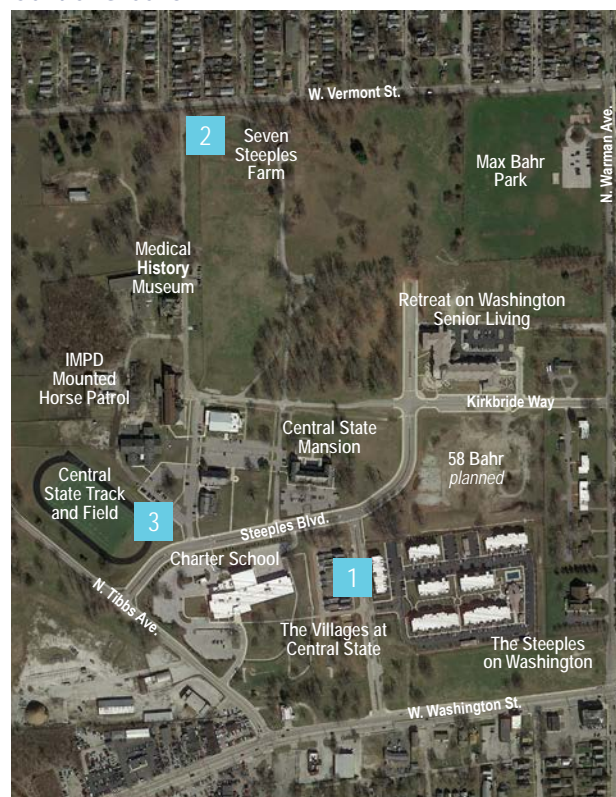 W. Vermont St.
2
Seven
Steeples
Farm
Max Bahr
Park
N. Warman Ave.
Medical
History
Museum
Retreat on Washington
Senior Living
IMPD
Mounted
Horse Patrol
Kirkbride Way
Central State
Mansion
58 Bahr
planned
Central
State Track
and Field
3
Steeples Blvd.
Charter School
1
N. Tibbs Ave.
The Villages at
Central State
The Steeples
on Washington
W. Washington St.